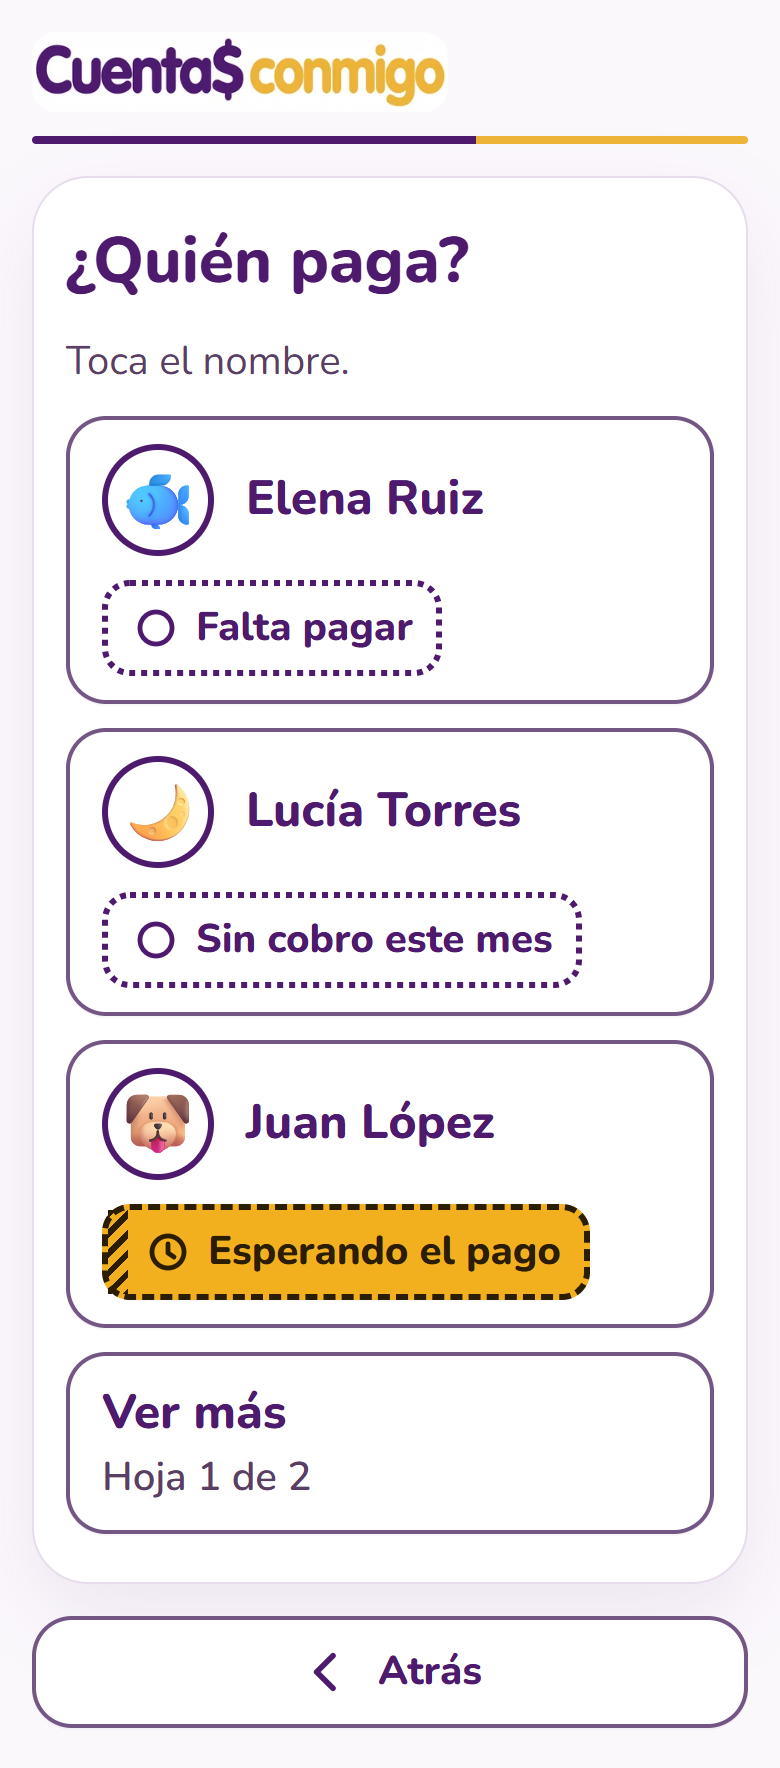 Cuenta$ conmigo
¿Quién paga?
Toca el nombre.
Elena Ruiz
Falta pagar
Lucía Torres
Sin cobro este mes
Juan López
Esperando el pago
Ver más
Hoja 1 de 2
Atrás